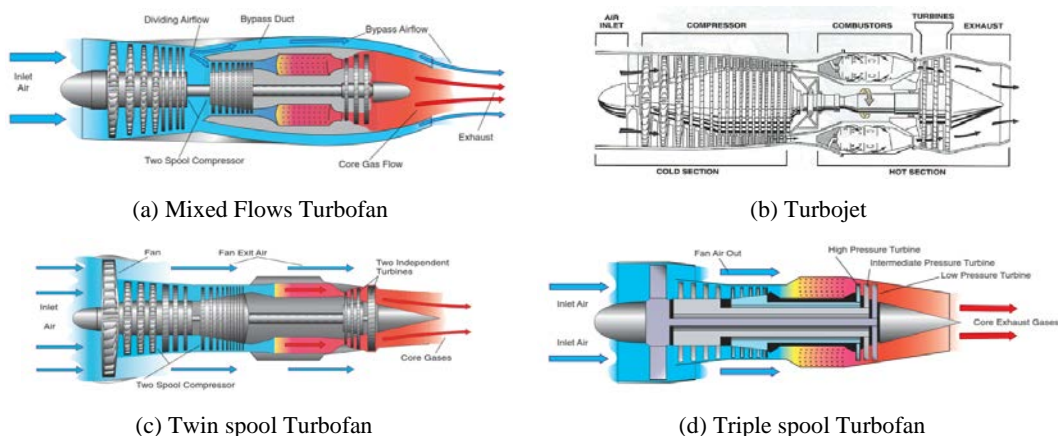 Dividing Airflow
Bypass Duct
Bypass Airflow
Inlet
Air
Two Spool Compressor
Exhaust
Core Gas Flow
(a) Mixed Flows Turbofan
AIR
INLET
COMPRESSOR
COMBUSTORS
TURBINES
EXHAUST
COLD SECTION
HOT SECTION
(b) Turbojet
Fan
Fan Exit Air
Two Independent
Turbines
Inlet
Air
Two Spool Compressor
Core Gases
(c) Twin spool Turbofan
Fan Air Out
High Pressure Turbine
Intermediate Pressure Turbine
Low Pressure Turbine
Inlet Air
Inlet Air
Core Exhaust Gases
(d) Triple spool Turbofan